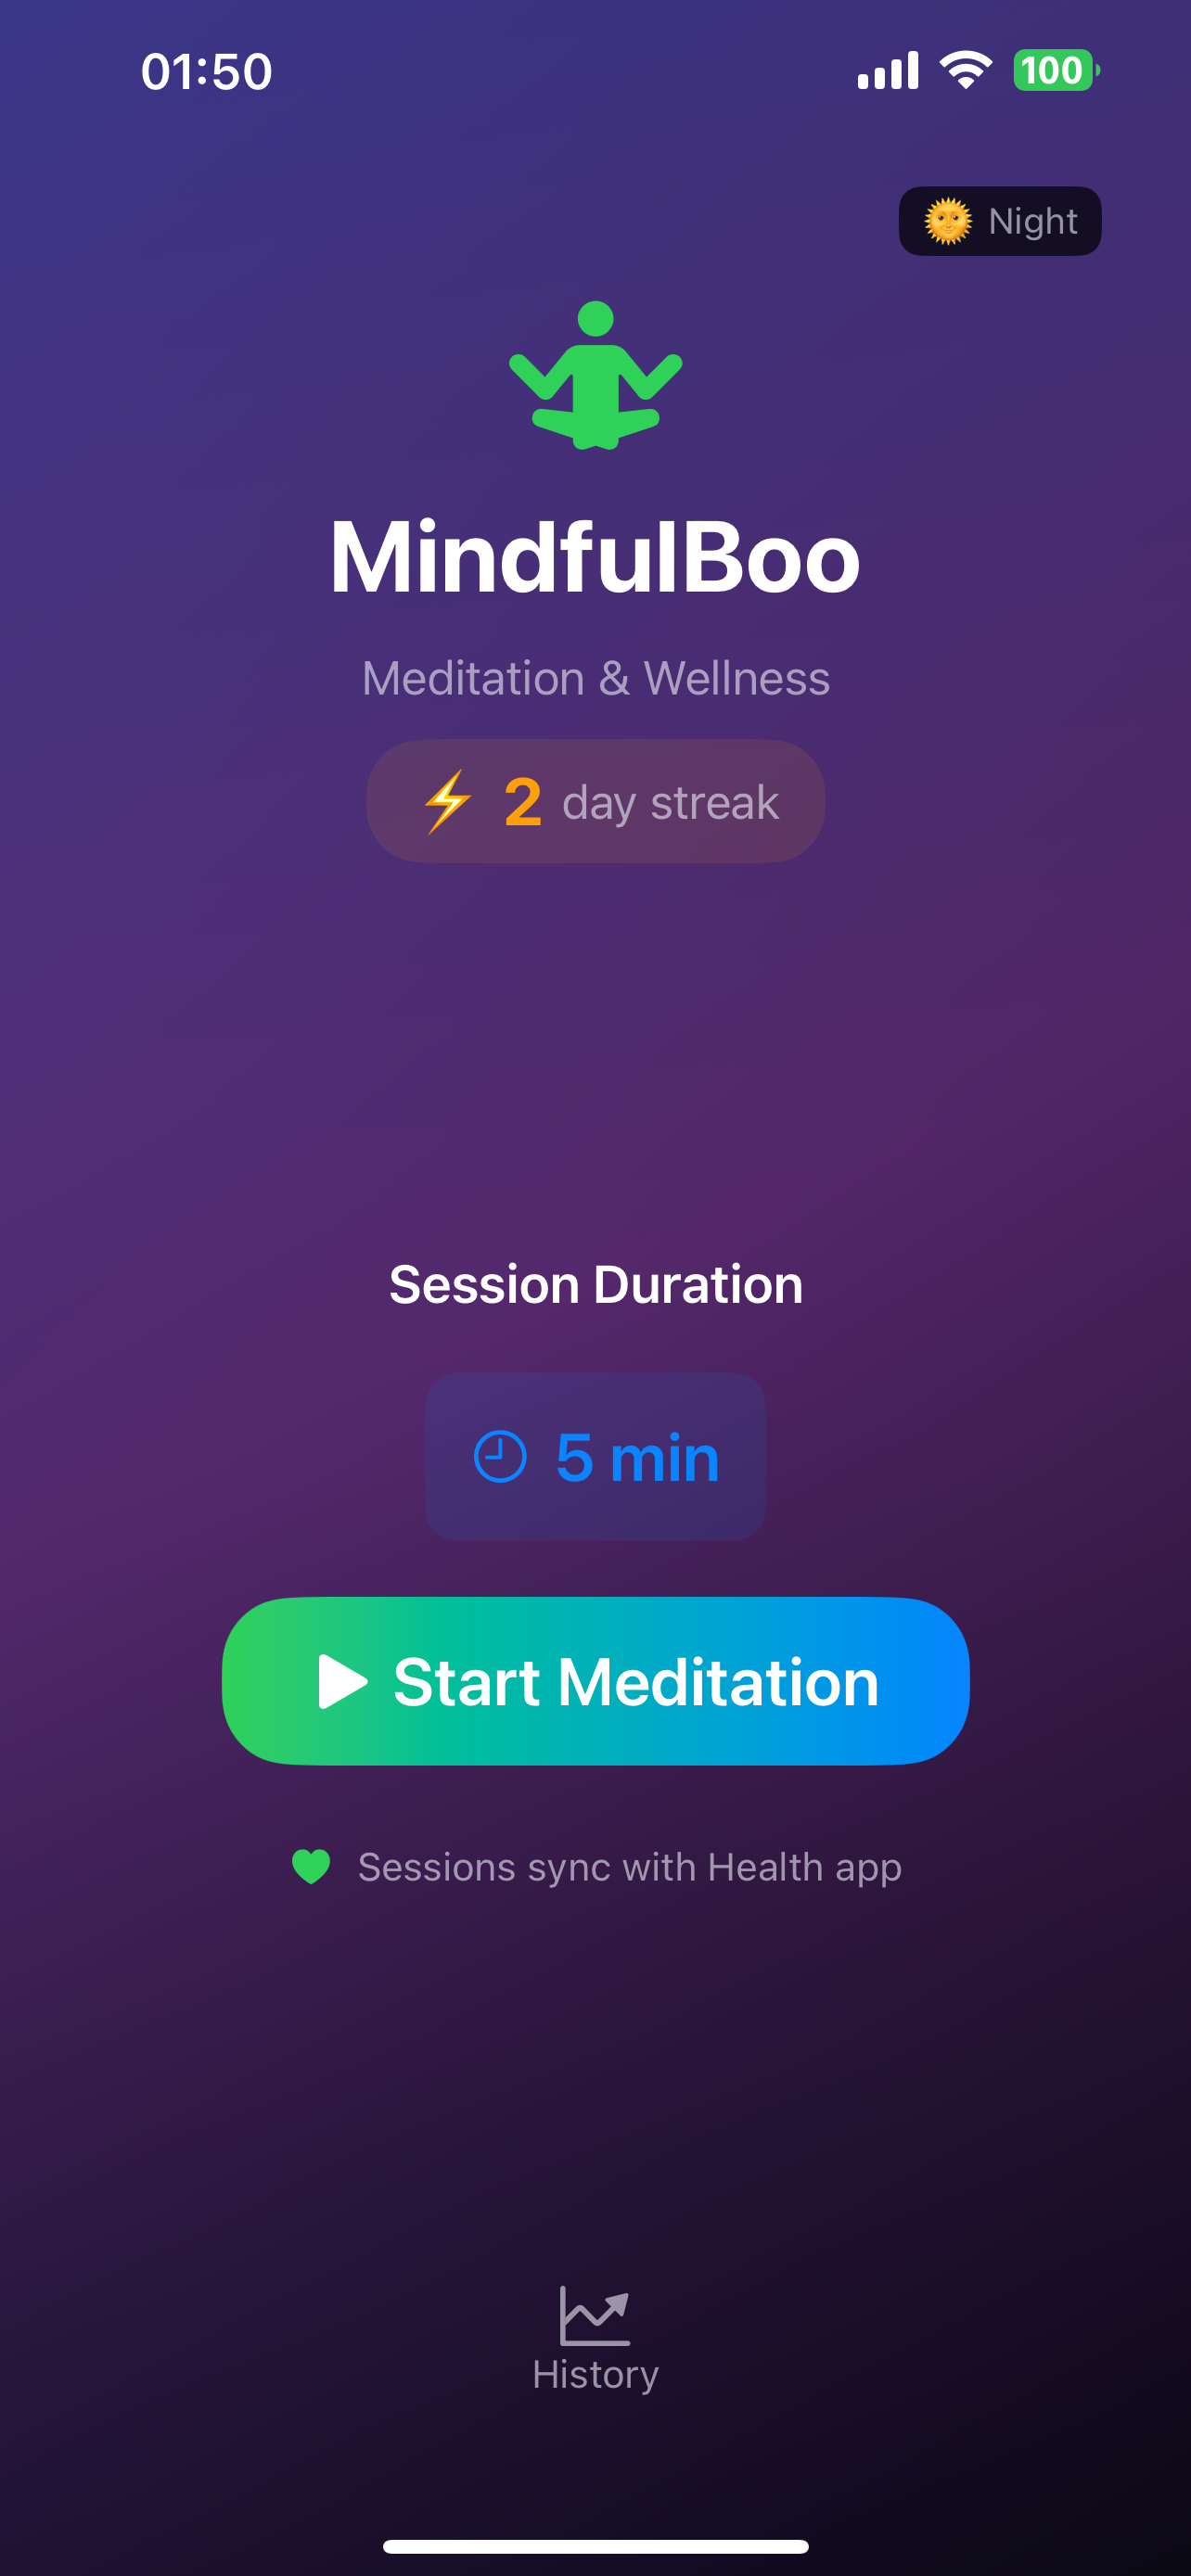 01:50
100
Night
MindfulBoo
Meditation & Wellness
2 day streak
Session Duration
5 min
Start Meditation
Sessions sync with Health app
History